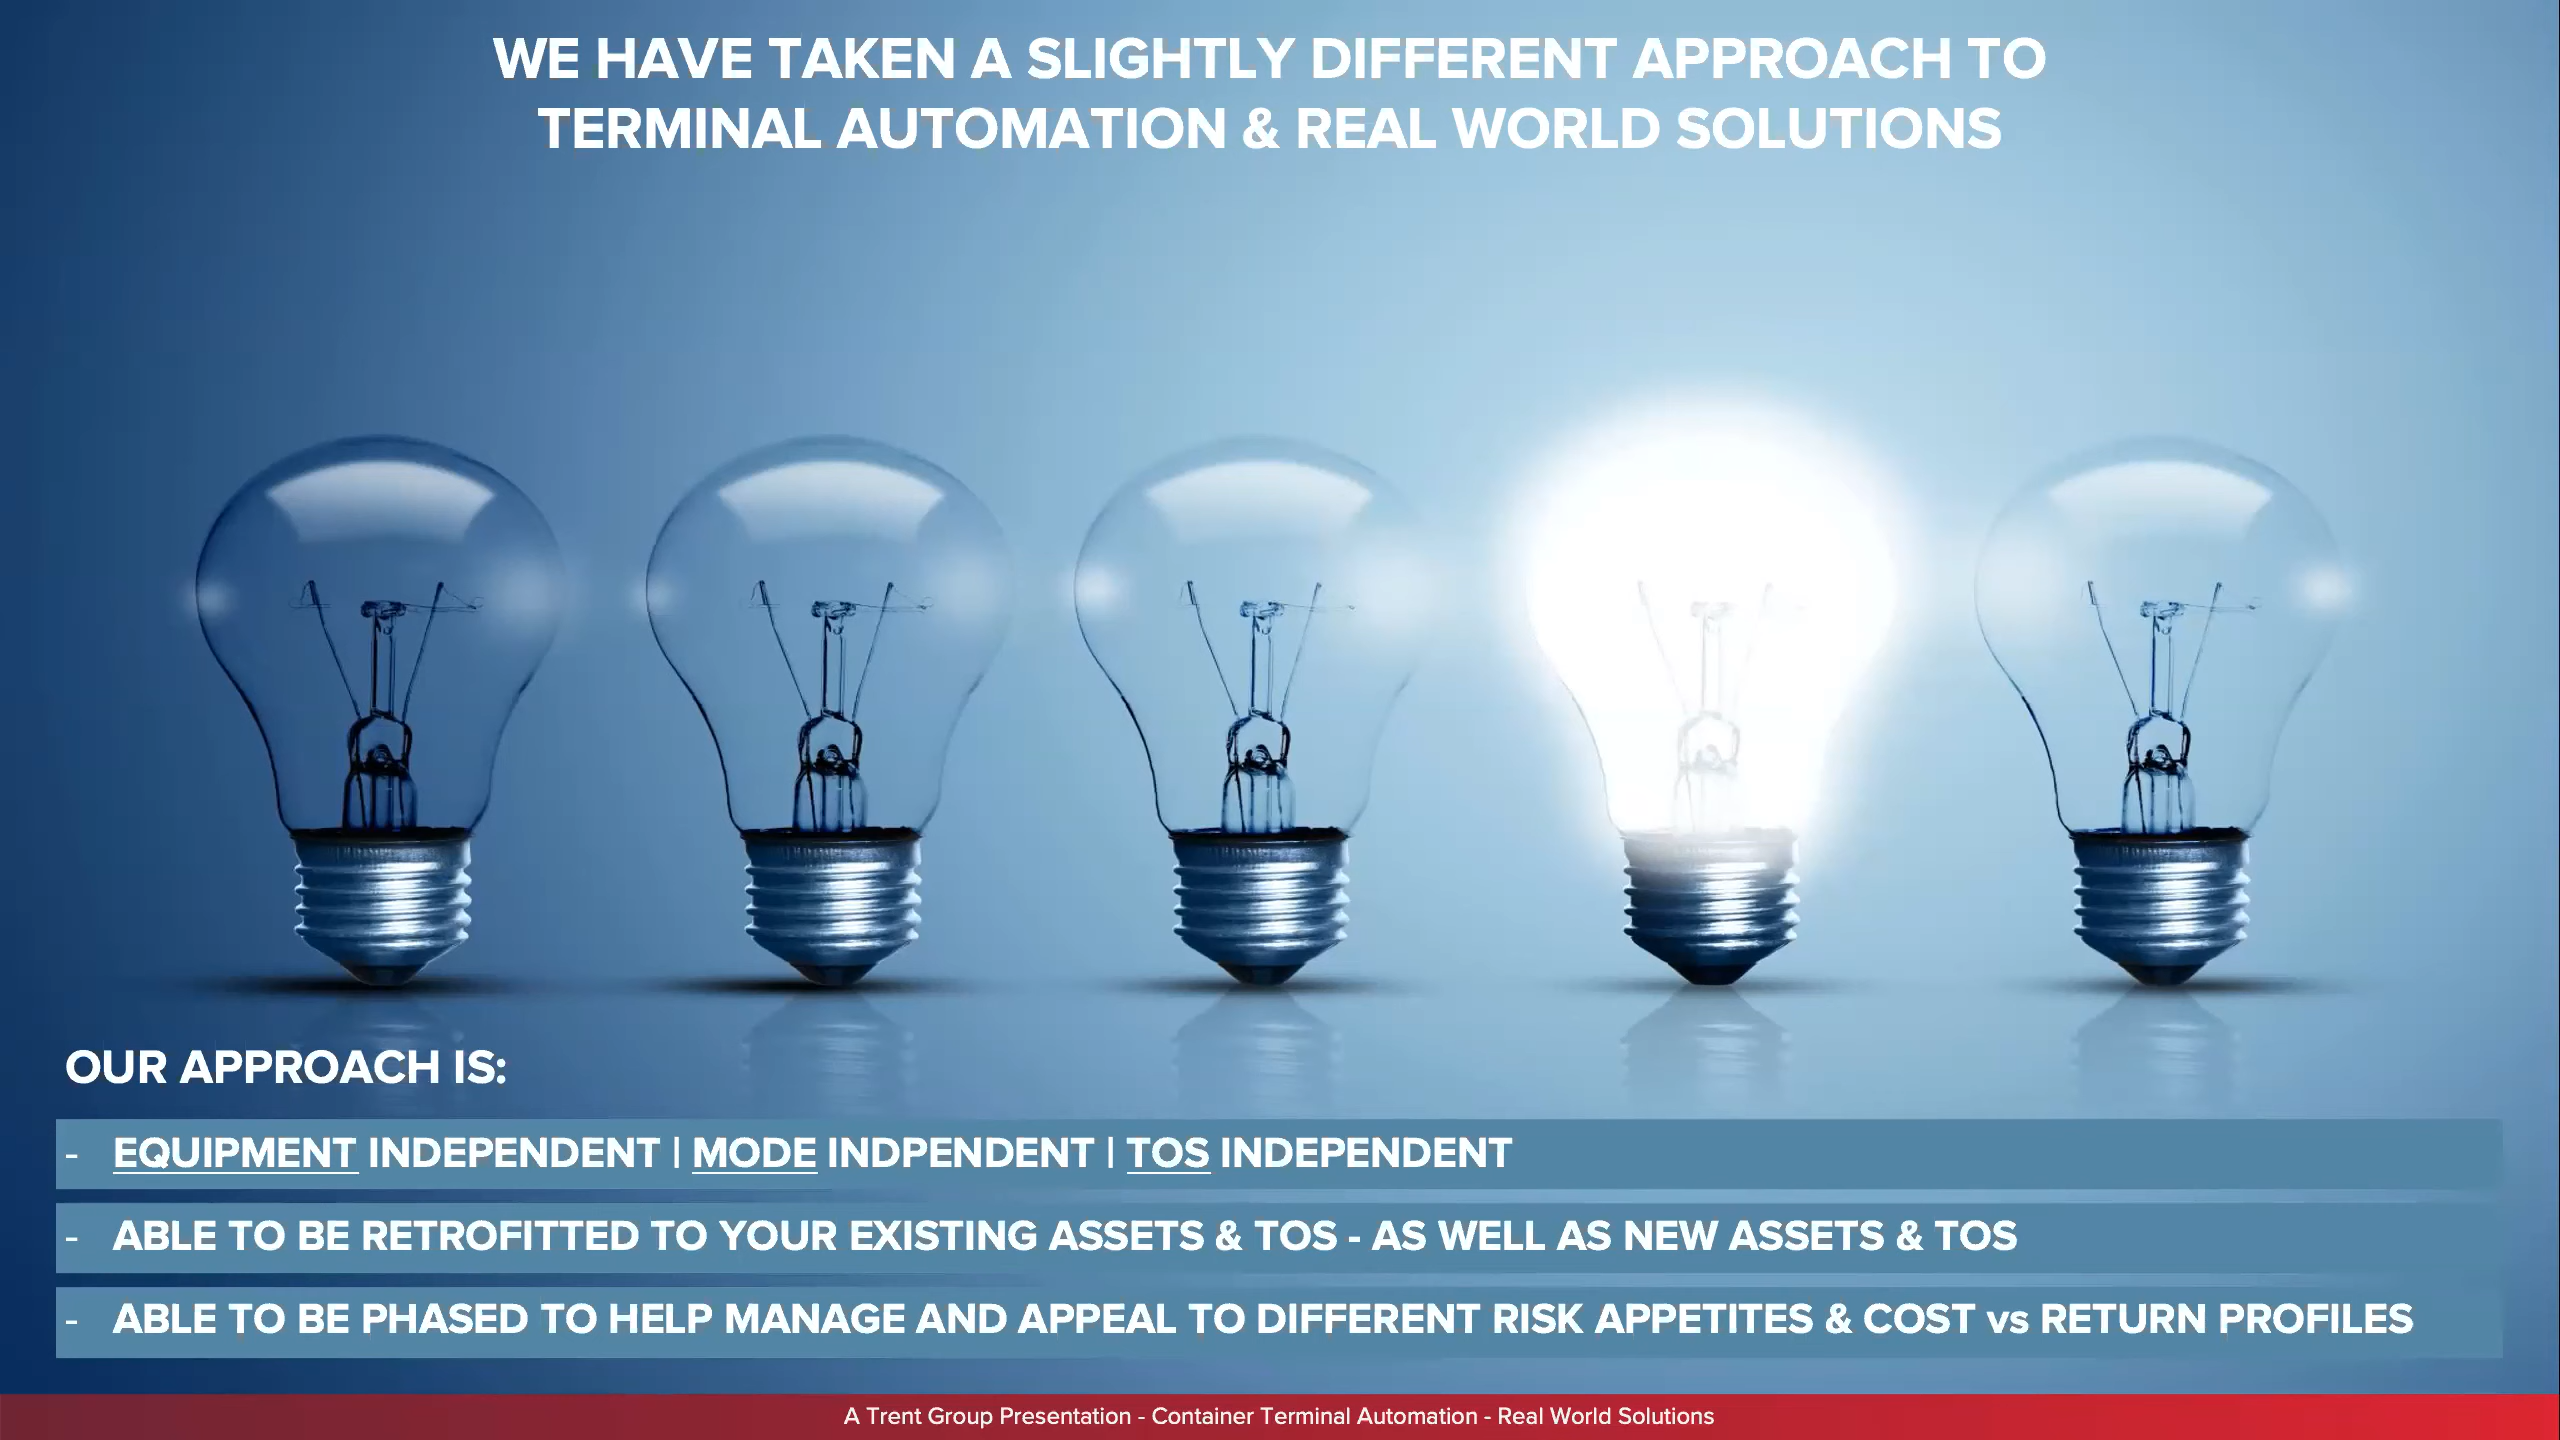 WE HAVE TAKEN A SLIGHTLY DIFFERENT APPROACH TO
TERMINAL AUTOMATION & REAL WORLD SOLUTIONS
OUR APPROACH IS:
- EQUIPMENT INDEPENDENT | MODE INDPENDENT | TOS INDEPENDENT
- ABLE TO BE RETROFITTED TO YOUR EXISTING ASSETS & TOS - AS WELL AS NEW ASSETS & TOS
- ABLE TO BE PHASED TO HELP MANAGE AND APPEAL TO DIFFERENT RISK APPETITES & COST vs RETURN PROFILES
A Trent Group Presentation - Container Terminal Automation - Real World Solutions